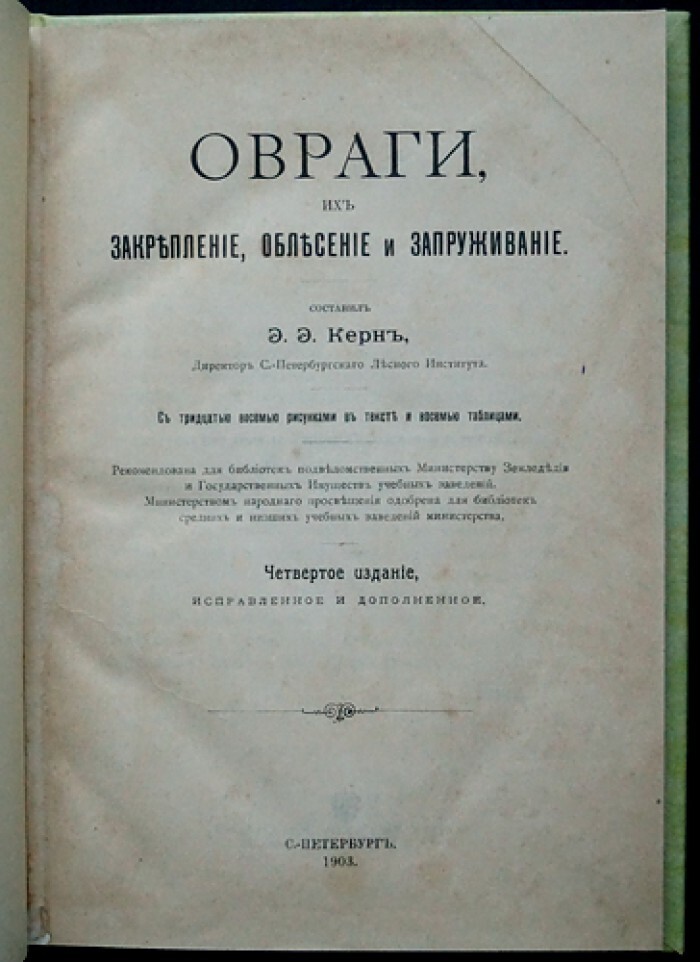 ОВРАГИ,
ИХЪ
ЗАКРѢПЛЕНІЕ, ОБЛѢСЕНІЕ и ЗАПРУЖИВАНІЕ.
СОСТАВИЛЪ
Э. Э. Кернъ,
Директоръ С.-Петербургскаго Лѣсного Института.
Съ тридцатью восемью рисунками въ текстѣ и восемью таблицами.
Рекомендована для библіотекъ подвѣдомственныхъ Министерству Земледѣлія
и Государственныхъ Имуществъ учебныхъ заведеній.
Министерствомъ народнаго просвѣщенія одобрена для библіотекъ
среднихъ и низшихъ учебныхъ заведеній министерства.
Четвертое изданіе,
ИСПРАВЛЕННОЕ И ДОПОЛНЕННОЕ.
С.-ПЕТЕРБУРГЪ.
1903.